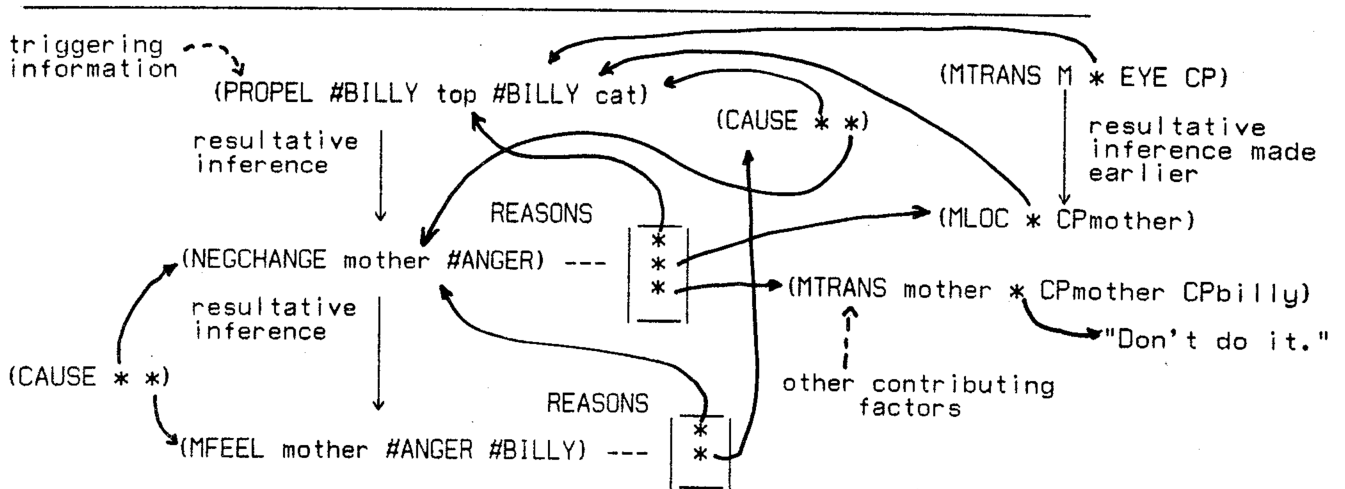 triggering
information
(PROPEL #BILLY top #BILLY cat)
(MTRANS M * EYE CP)
(CAUSE * *)
resultative
inference
resultative
inference made
earlier
REASONS
(MLOC * CPmother)
(NEGCHANGE mother #ANGER) ---
*
*
*
(MTRANS mother * CPmother CPbilly)
"Don't do it."
resultative
inference
(CAUSE * *)
other contributing
factors
REASONS
(MFEEL mother #ANGER #BILLY) ---
*
*